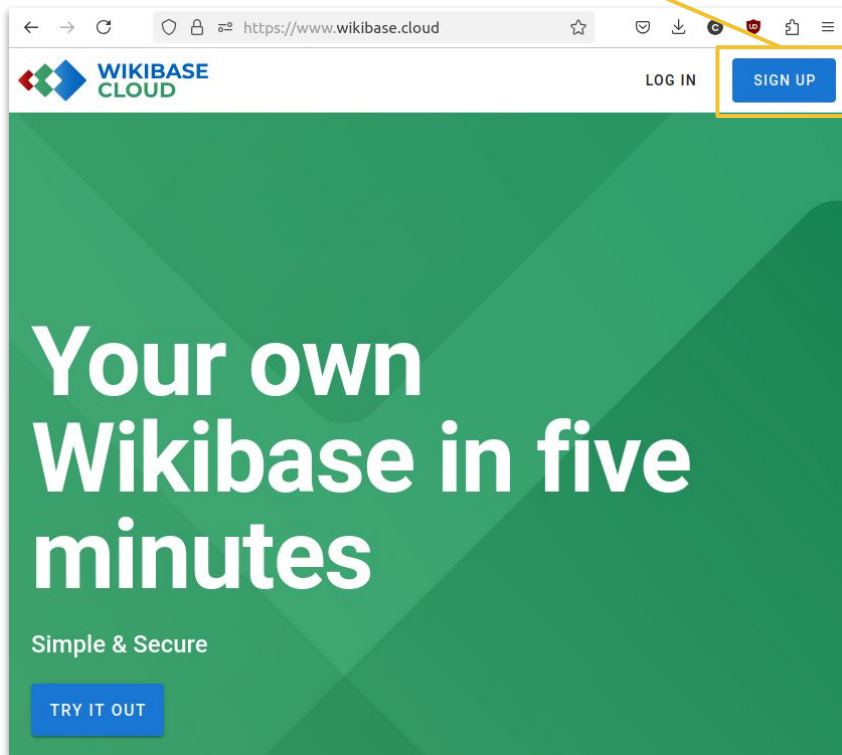 https://www.wikibase.cloud
WIKIBASE
CLOUD
LOG IN
SIGN UP
Your own
Wikibase in five
minutes
Simple & Secure
TRY IT OUT